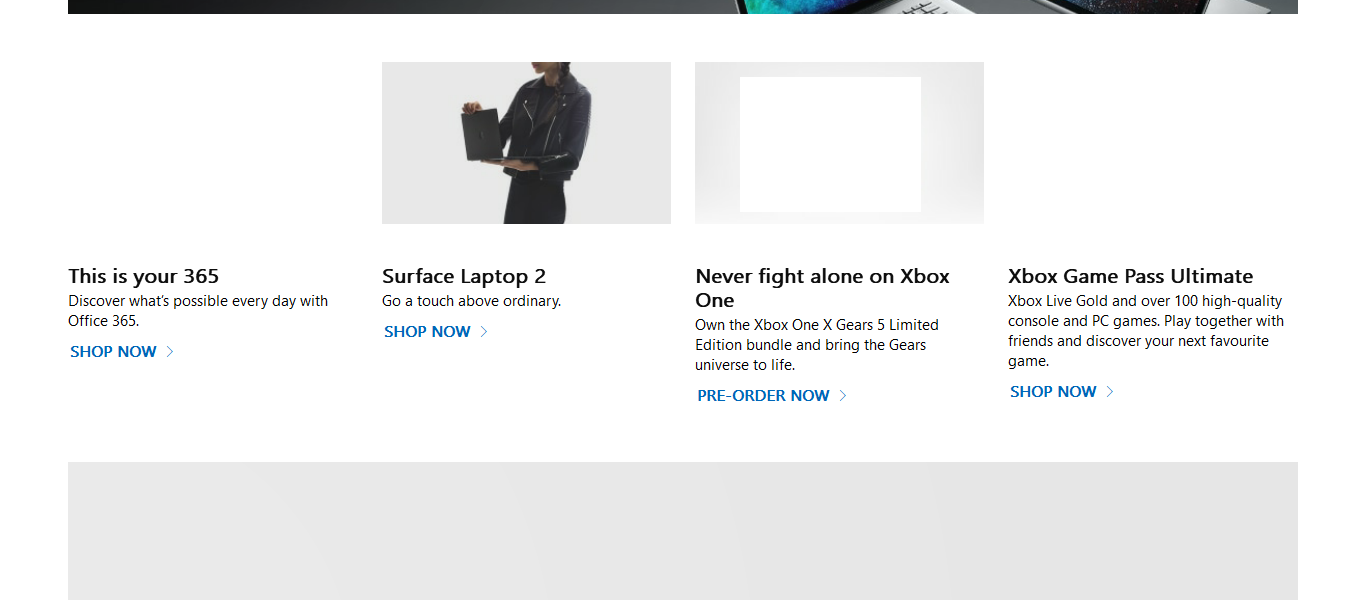 This is your 365
Discover what's possible every day with
Office 365.
SHOP NOW
Surface Laptop 2
Go a touch above ordinary.
SHOP NOW
Never fight alone on Xbox
One
Own the Xbox One X Gears 5 Limited
Edition bundle and bring the Gears
universe to life.
PRE-ORDER NOW
Xbox Game Pass Ultimate
Xbox Live Gold and over 100 high-quality
console and PC games. Play together with
friends and discover your next favourite
game.
SHOP NOW